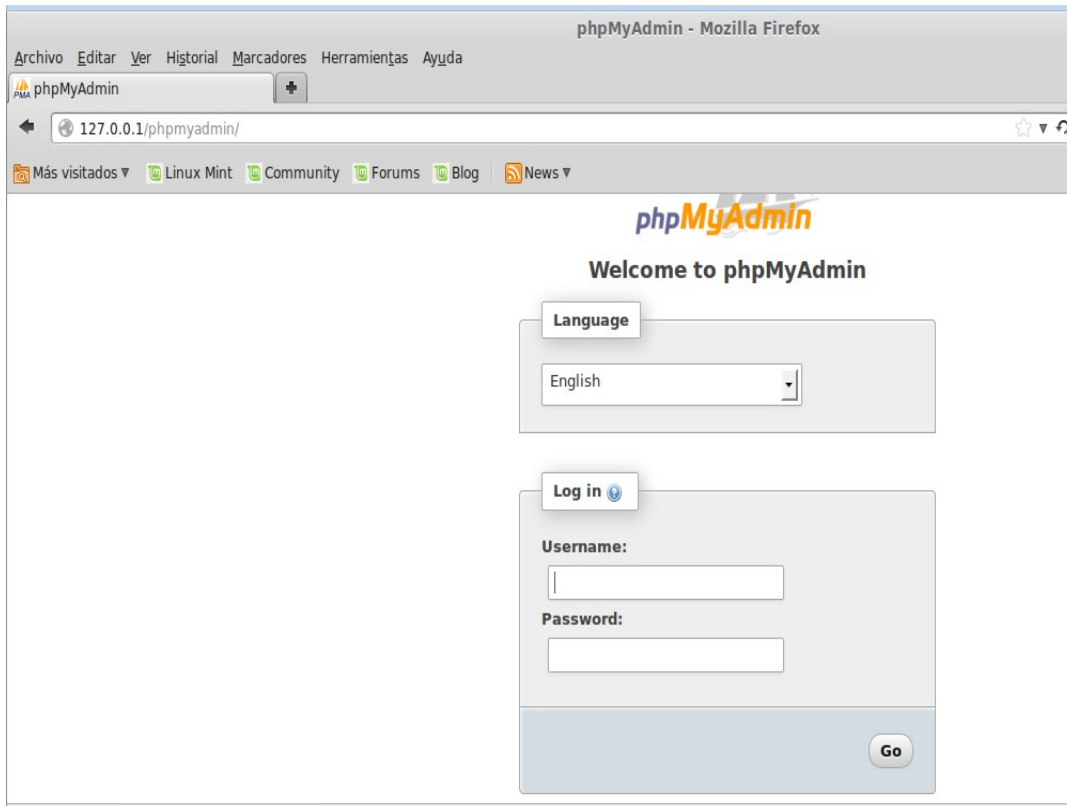 phpMyAdmin - Mozilla Firefox
Archivo Editar Ver Historial Marcadores Herramientas Ayuda
PMA phpMyAdmin
127.0.0.1/phpmyadmin/
Más visitados Linux Mint Community Forums Blog News
phpMyAdmin
Welcome to phpMyAdmin
Language
English
Log in
Username:
Password:
Go